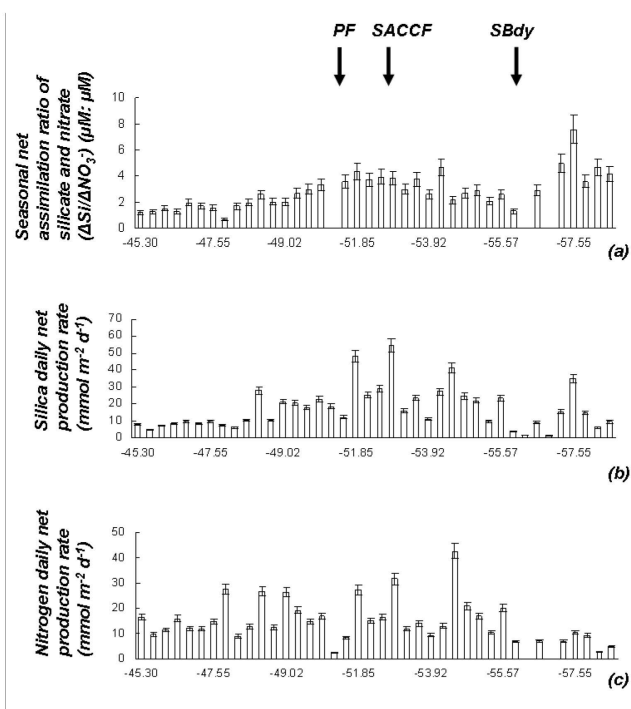 PF SACCF SBdy
Seasonal net
assimilation ratio of
silicate and nitrate
(ΔSi/ΔNO₃⁻) (μM: μM)
10
8
6
4
2
0
-45.30 -47.55 -49.02 -51.85 -53.92 -55.57 -57.55
(a)
Silica daily net
production rate
(mmol m⁻² d⁻¹)
70
60
50
40
30
20
10
0
-45.30 -47.55 -49.02 -51.85 -53.92 -55.57 -57.55
(b)
Nitrogen daily net
production rate
(mmol m⁻² d⁻¹)
50
40
30
20
10
0
-45.30 -47.55 -49.02 -51.85 -53.92 -55.57 -57.55
(c)